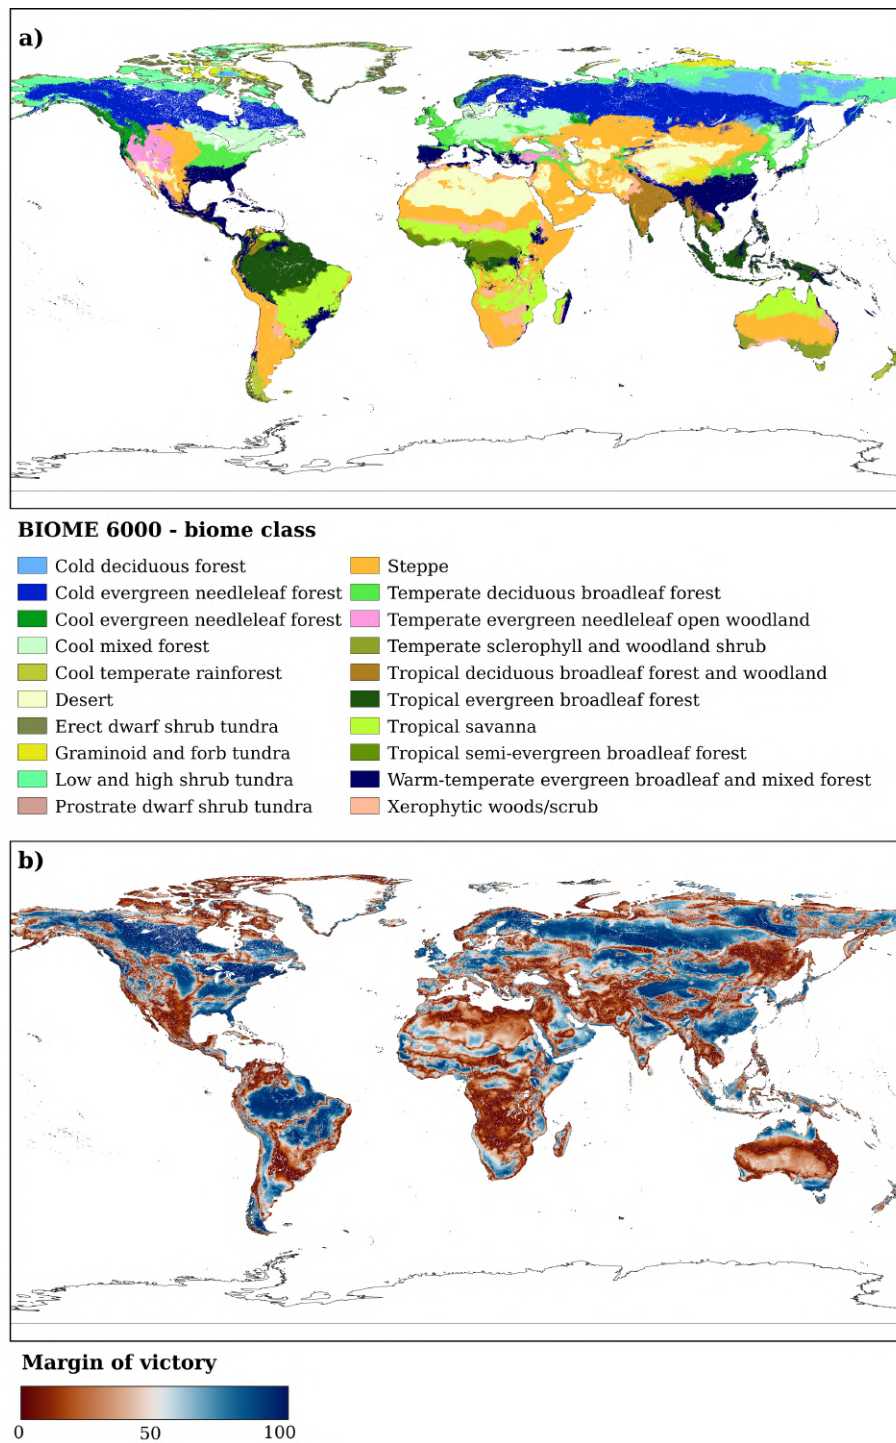 a)
BIOME 6000 - biome class
Cold deciduous forest
Cold evergreen needleleaf forest
Cool evergreen needleleaf forest
Cool mixed forest
Cool temperate rainforest
Desert
Erect dwarf shrub tundra
Graminoid and forb tundra
Low and high shrub tundra
Prostrate dwarf shrub tundra
Steppe
Temperate deciduous broadleaf forest
Temperate evergreen needleleaf open woodland
Temperate sclerophyll and woodland shrub
Tropical deciduous broadleaf forest and woodland
Tropical evergreen broadleaf forest
Tropical savanna
Tropical semi-evergreen broadleaf forest
Warm-temperate evergreen broadleaf and mixed forest
Xerophytic woods/scrub
b)
Margin of victory
0 50 100